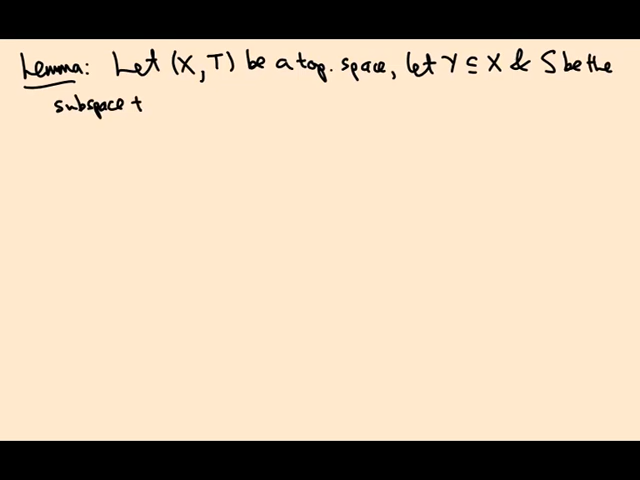 Lemma: Let (X,T) be a top. space, let Y ⊆ X & S be the
subspace t